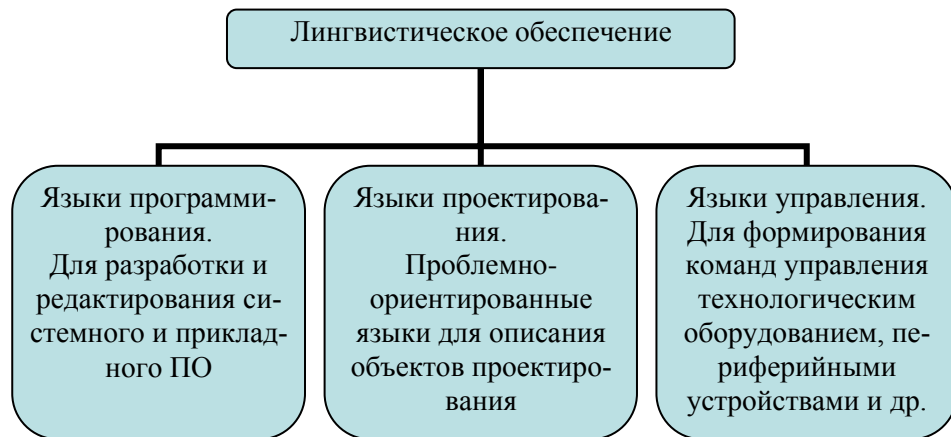 Лингвистическое обеспечение
Языки программи-
рования.
Для разработки и
редактирования си-
стемного и приклад-
ного ПО
Языки проектирова-
ния.
Проблемно-
ориентированные
языки для описания
объектов проектиро-
вания
Языки управления.
Для формирования
команд управления
технологическим
оборудованием, пе-
риферийными
устройствами и др.